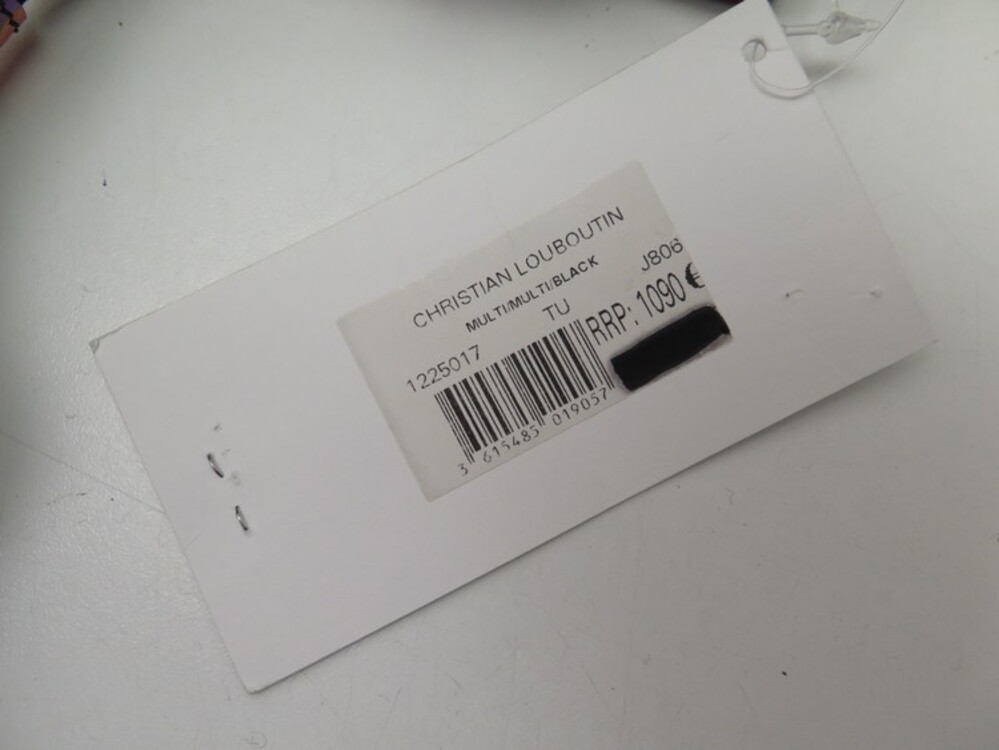 CHRISTIAN LOUBOUTIN
MULTI/MULTI/BLACK J806
1225017 TU RRP: 1090 €
3 615485 019057